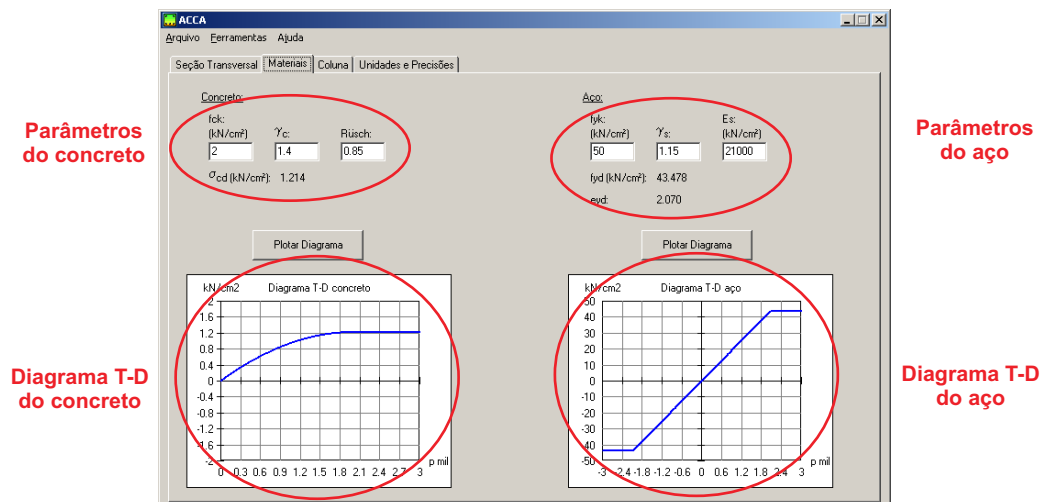 ACCA
Arquivo Ferramentas Ajuda
Seção Transversal Materiais Coluna Unidades e Precisões
Parâmetros
do concreto
Concreto:
fck:
(kN/cm²) γc: Rüsch:
2 1.4 0.85
σcd (kN/cm²): 1.214
Aço:
fyk: Es:
(kN/cm²) γs: (kN/cm²)
50 1.15 21000
fyd (kN/cm²): 43.478
eyd: 2.070
Parâmetros
do aço
Plotar Diagrama
Plotar Diagrama
Diagrama T-D
do concreto
kN/cm2 Diagrama T-D concreto
2
1.6
1.2
0.8
0.4
0
-0.4
-0.8
-1.2
-1.6
-2
0 0.3 0.6 0.9 1.2 1.5 1.8 2.1 2.4 2.7 3
p mil
kN/cm2 Diagrama T-D aço
50
40
30
20
10
0
-10
-20
-30
-40
-50
-3 -2.4 -1.8 -1.2 -0.6 0 0.6 1.2 1.8 2.4 3
p mil
Diagrama T-D
do aço